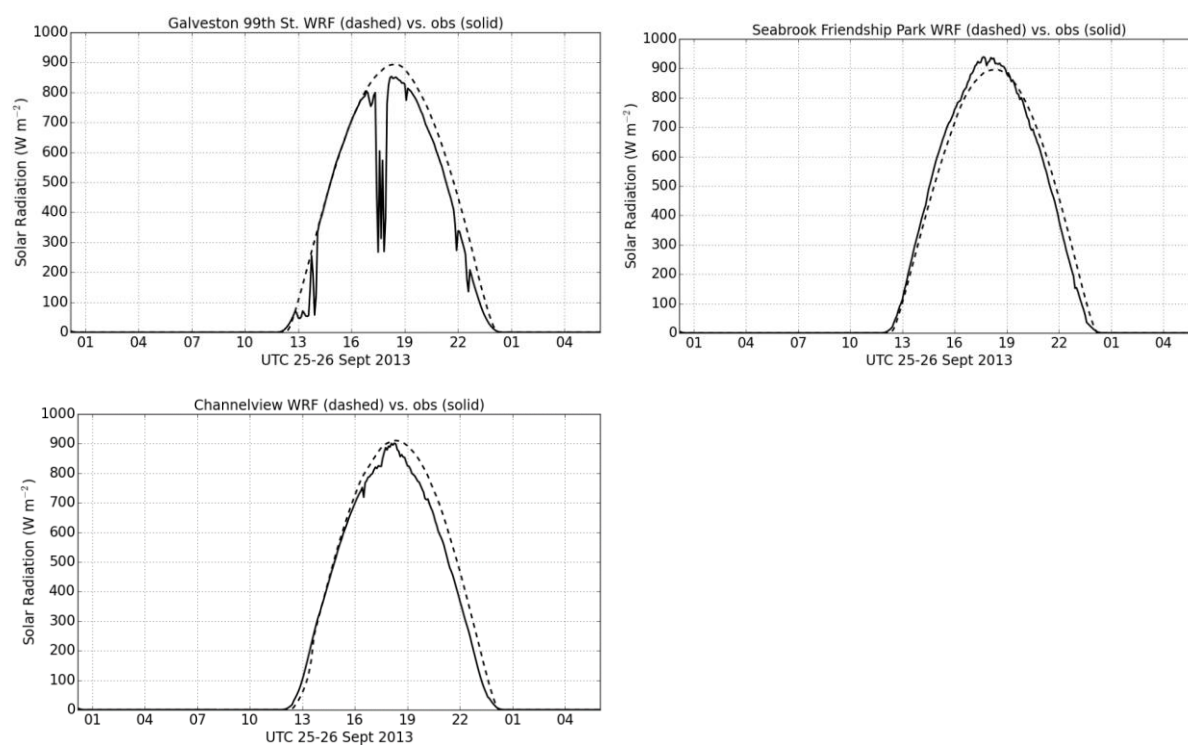 Galveston 99th St. WRF (dashed) vs. obs (solid)
1000
900
800
700
600
500
400
300
200
100
0
Solar Radiation (W m⁻²)
01 04 07 10 13 16 19 22 01 04
UTC 25-26 Sept 2013
Seabrook Friendship Park WRF (dashed) vs. obs (solid)
1000
900
800
700
600
500
400
300
200
100
0
Solar Radiation (W m⁻²)
01 04 07 10 13 16 19 22 01 04
UTC 25-26 Sept 2013
Channelview WRF (dashed) vs. obs (solid)
1000
900
800
700
600
500
400
300
200
100
0
Solar Radiation (W m⁻²)
01 04 07 10 13 16 19 22 01 04
UTC 25-26 Sept 2013